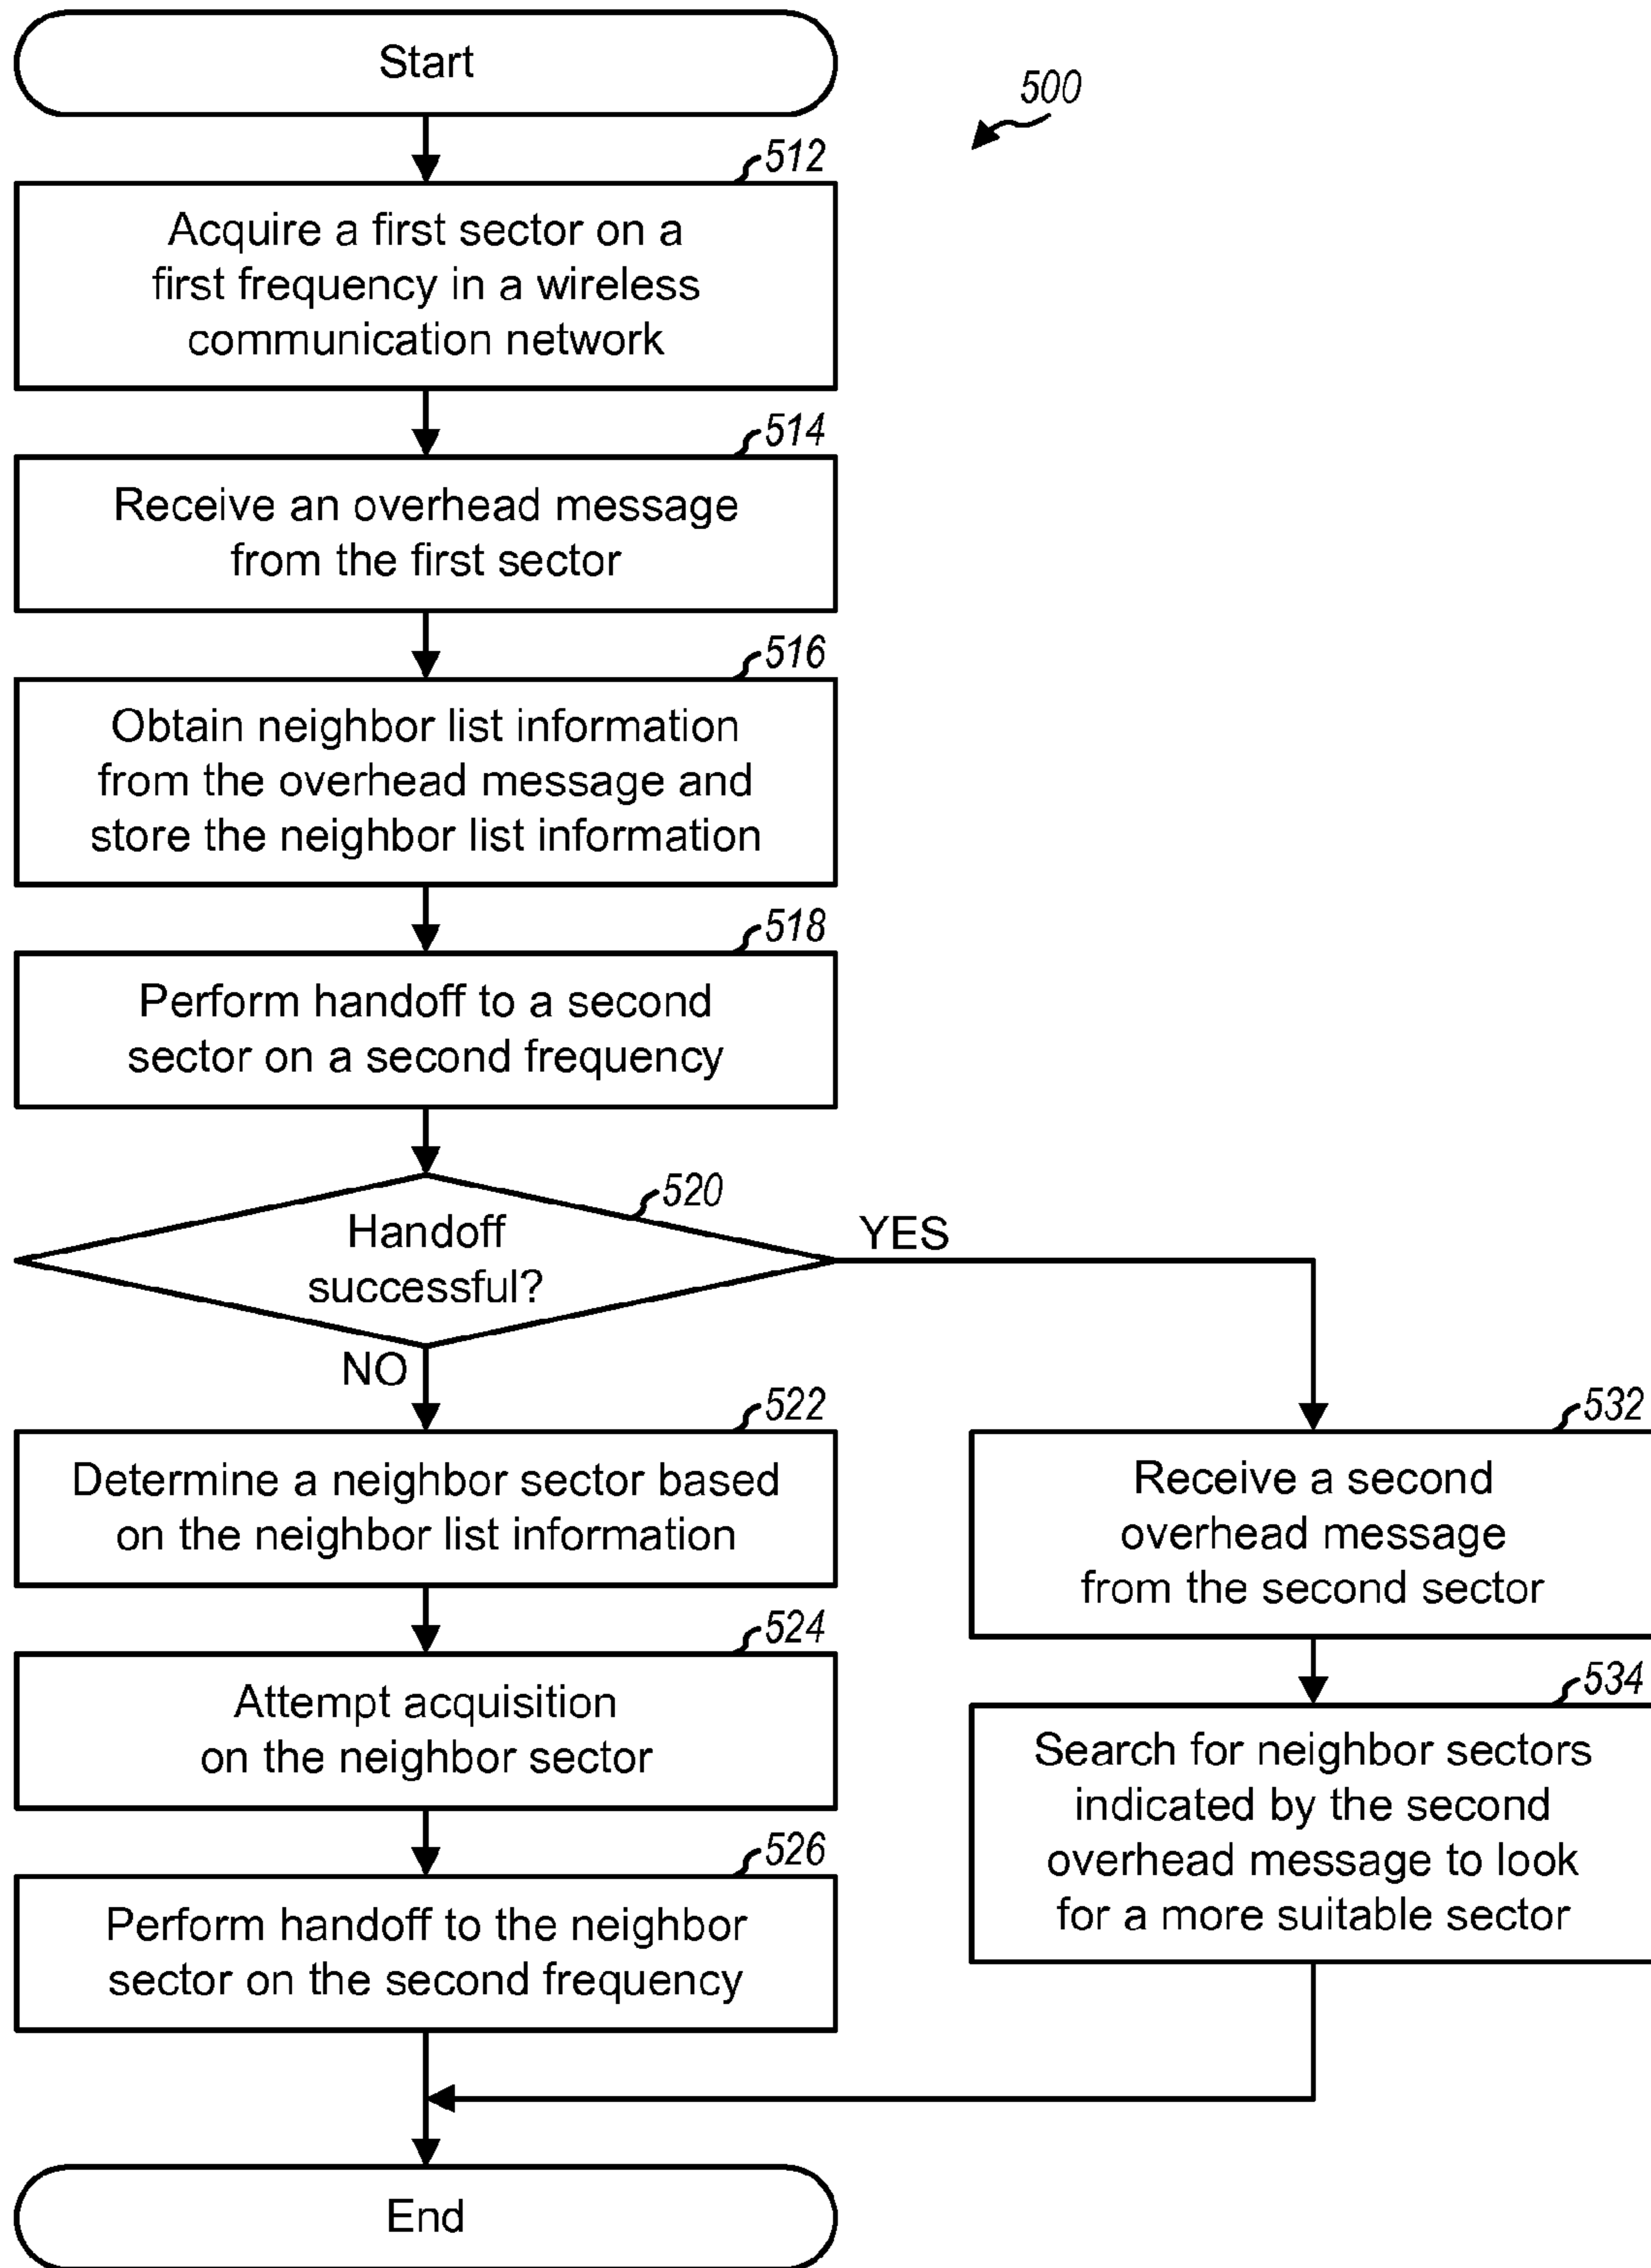 Start
500
512
Acquire a first sector on a
first frequency in a wireless
communication network
514
Receive an overhead message
from the first sector
516
Obtain neighbor list information
from the overhead message and
store the neighbor list information
518
Perform handoff to a second
sector on a second frequency
520
Handoff
successful?
YES
NO
522
Determine a neighbor sector based
on the neighbor list information
524
Attempt acquisition
on the neighbor sector
526
Perform handoff to the neighbor
sector on the second frequency
532
Receive a second
overhead message
from the second sector
534
Search for neighbor sectors
indicated by the second
overhead message to look
for a more suitable sector
End